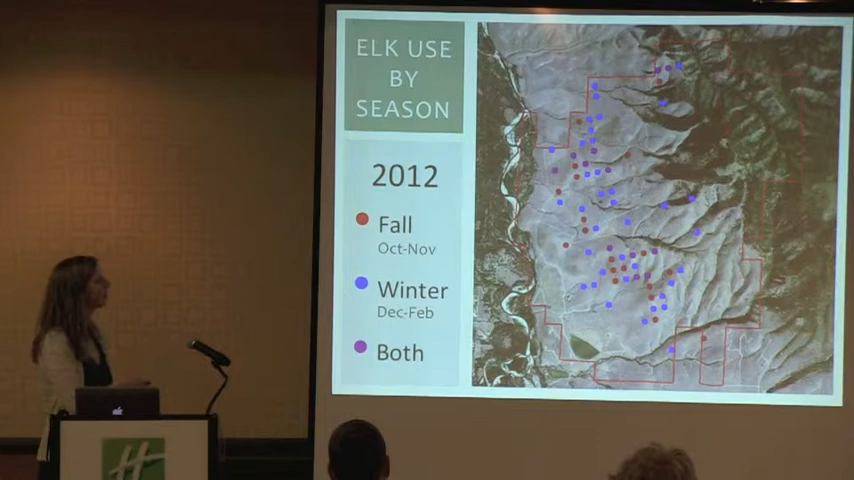 ELK USE
BY
SEASON
2012
Fall
Oct-Nov
Winter
Dec-Feb
Both
H